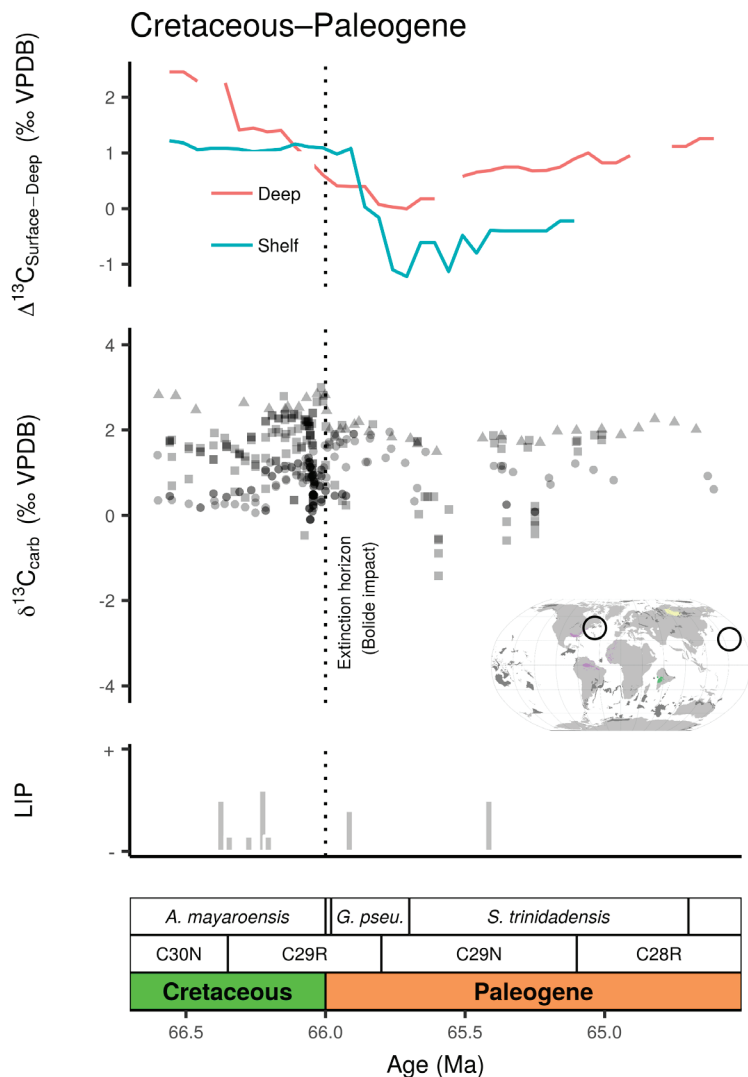 Cretaceous–Paleogene
Δ¹³C Surface−Deep (‰ VPDB)
2
1
0
-1
Deep
Shelf
δ¹³Ccarb (‰ VPDB)
4
2
0
-2
-4
Extinction horizon
(Bolide impact)
LIP
+
-
A. mayaroensis G. pseu. S. trinidadensis
C30N C29R C29N C28R
Cretaceous Paleogene
66.5 66.0 65.5 65.0
Age (Ma)